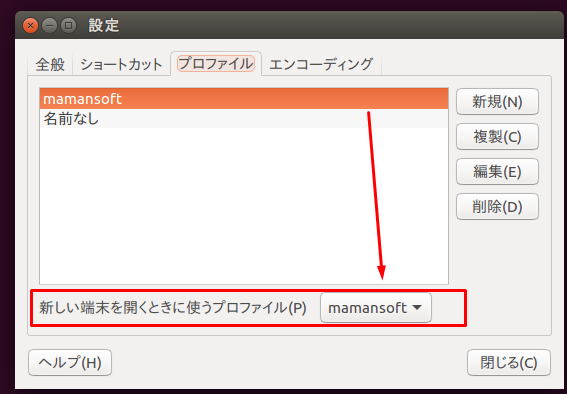 設定
全般 ショートカット プロファイル エンコーディング
mamansoft
名前なし
新規(N)
複製(C)
編集(E)
削除(D)
新しい端末を開くときに使うプロファイル(P) mamansoft
ヘルプ(H) 閉じる(C)